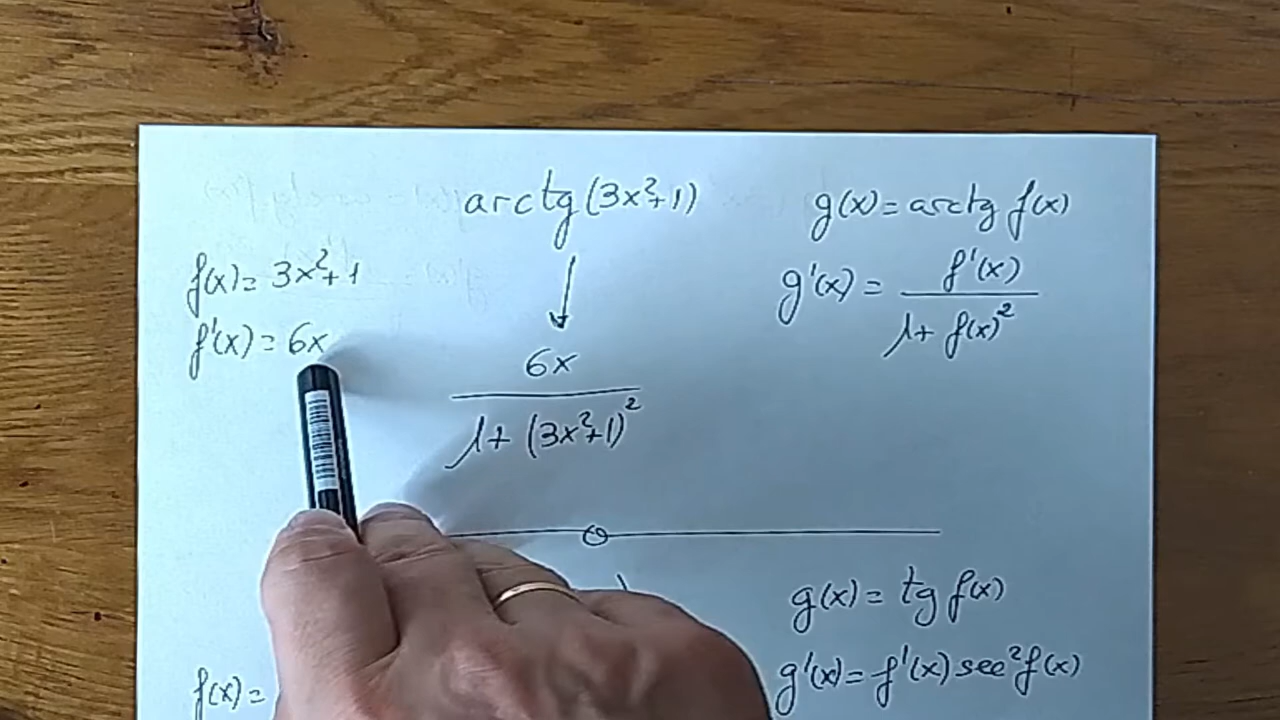 arctg(3x²+1)
g(x)= arctg f(x)
f(x)= 3x²+1
g'(x) = f'(x)
1+ f(x)²
f'(x)= 6x
6x
1+ (3x²+1)²
g(x)= tg f(x)
g'(x)= f'(x) sec² f(x)
f(x)=